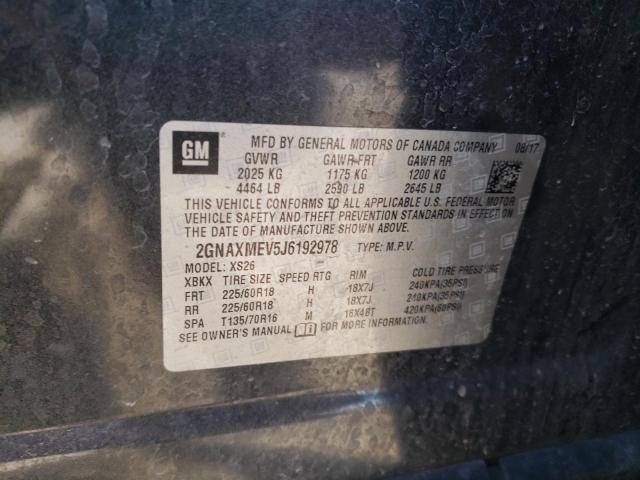 GM MFD BY GENERAL MOTORS OF CANADA COMPANY 08/17
GVWR GAWR FRT GAWR RR
2025 KG 1175 KG 1200 KG
4464 LB 2590 LB 2645 LB
THIS VEHICLE CONFORMS TO ALL APPLICABLE U.S. FEDERAL MOTOR
VEHICLE SAFETY AND THEFT PREVENTION STANDARDS IN EFFECT ON
THE DATE OF MANUFACTURE SHOWN ABOVE.
2GNAXMEV5J6192978 TYPE: M.P.V.
MODEL: XS26
XBKX TIRE SIZE SPEED RTG RIM COLD TIRE PRESSURE
FRT 225/60R18 H 18X7J 240KPA(35PSI)
RR 225/60R18 H 18X7J 240KPA(35PSI)
SPA T135/70R16 M 16X4BT 420KPA(60PSI)
SEE OWNER'S MANUAL FOR MORE INFORMATION.